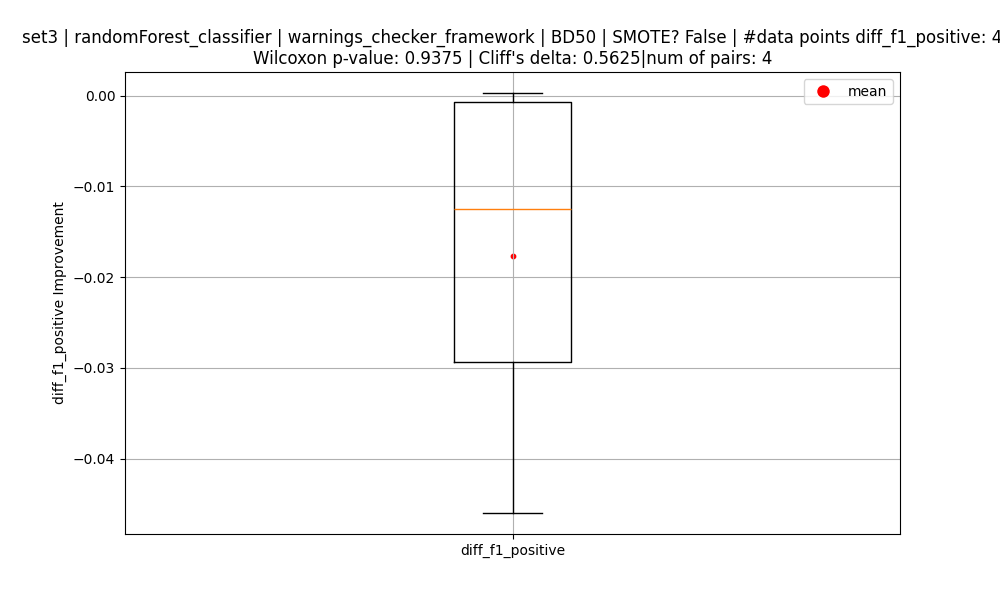 set3 | randomForest_classifier | warnings_checker_framework | BD50 | SMOTE? False | #data points diff_f1_positive: 4
Wilcoxon p-value: 0.9375 | Cliff's delta: 0.5625|num of pairs: 4
mean
0.00
−0.01
−0.02
−0.03
−0.04
diff_f1_positive Improvement
diff_f1_positive